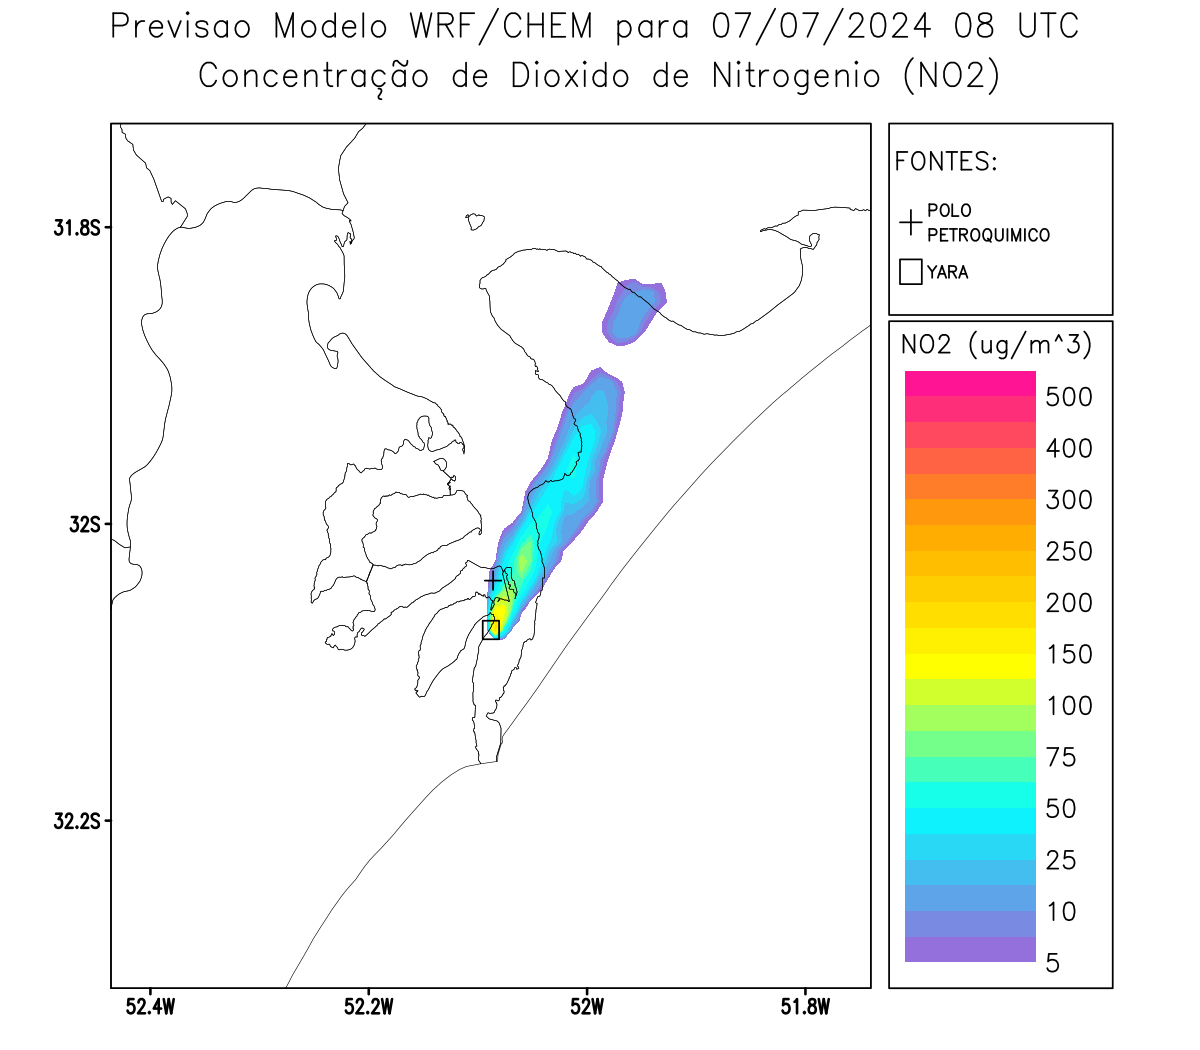 Previsao Modelo WRF/CHEM para 07/07/2024 08 UTC
Concentração de Dioxido de Nitrogenio (NO2)
FONTES:
POLO
PETROQUIMICO
YARA
31.8S
32S
32.2S
52.4W
52.2W
52W
51.8W
NO2 (ug/m^3)
500
400
300
250
200
150
100
75
50
25
10
5